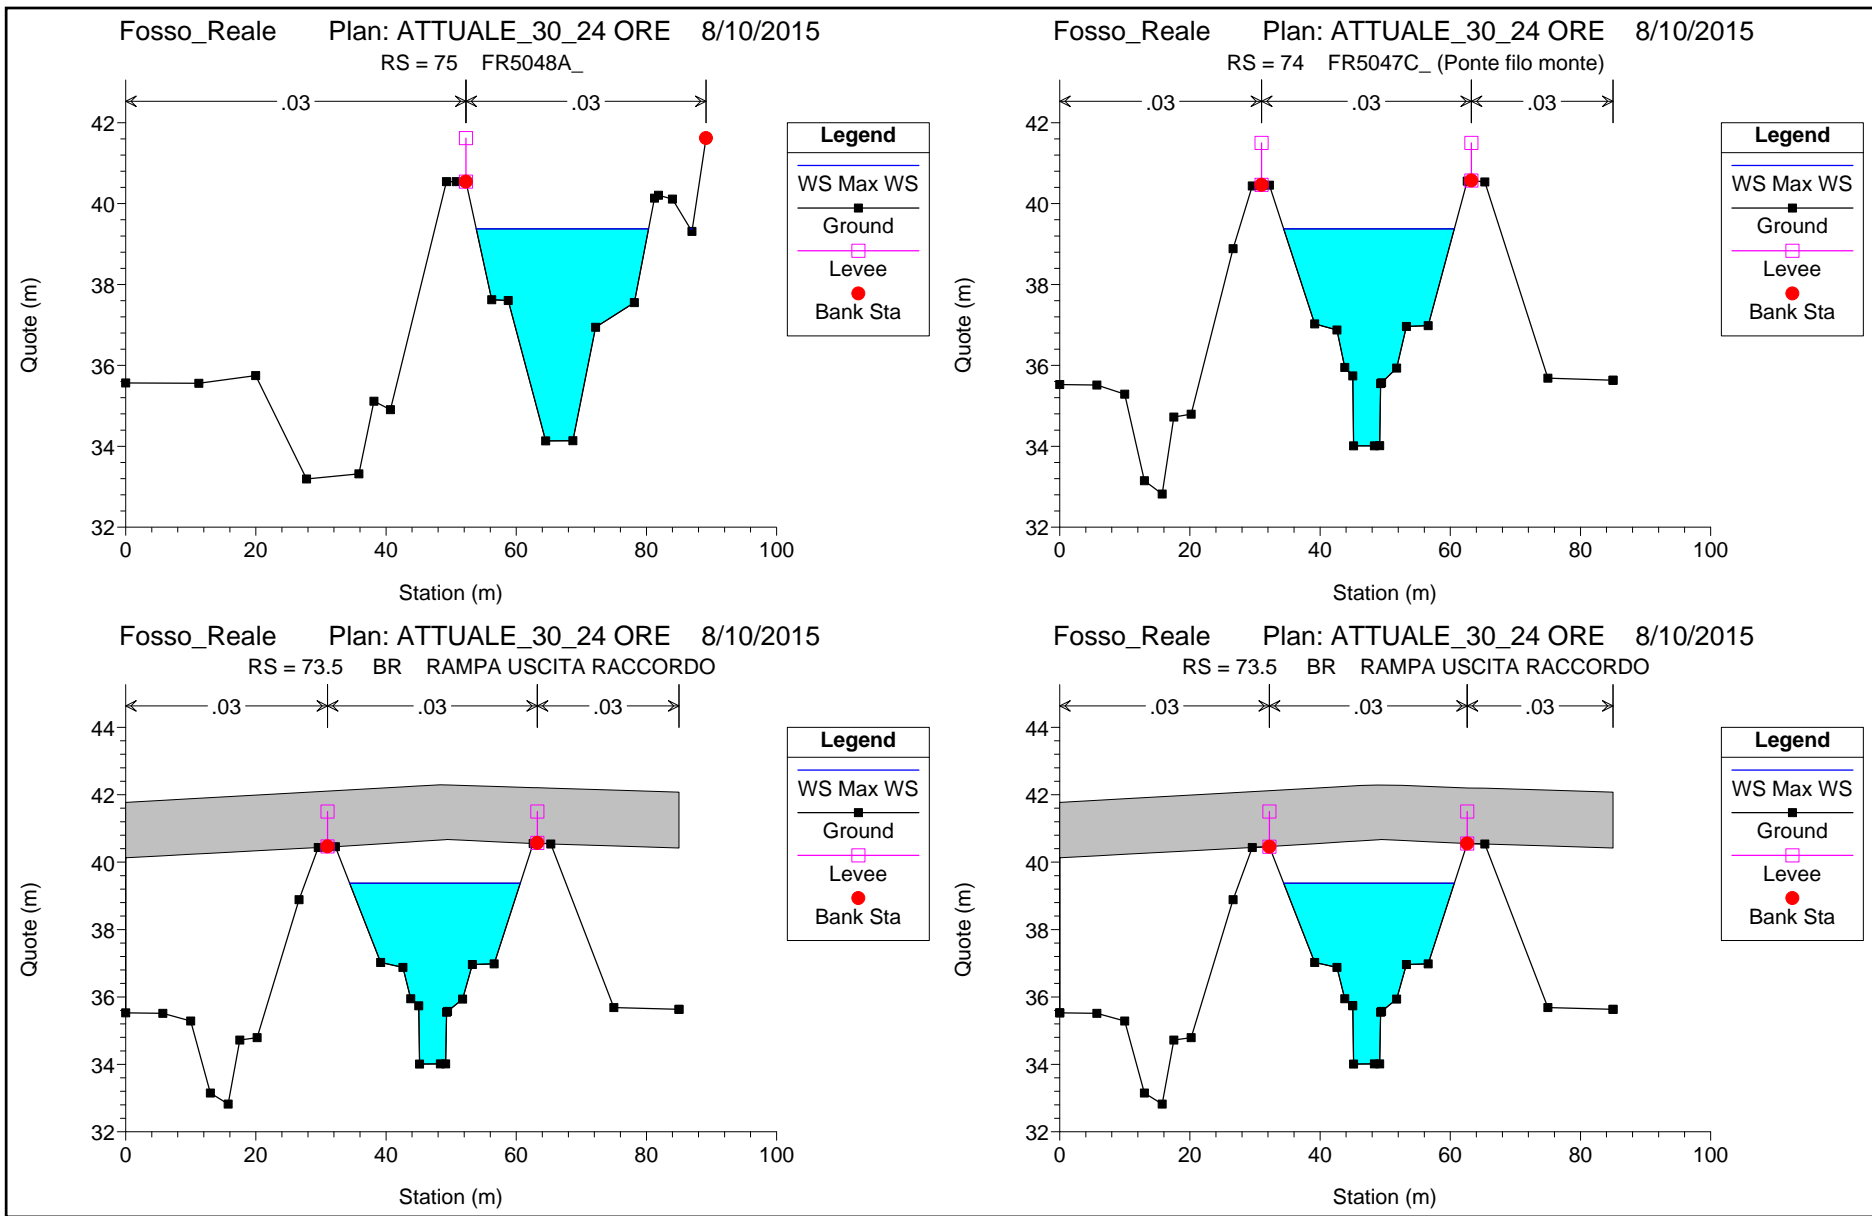 Fosso_Reale Plan: ATTUALE_30_24 ORE 8/10/2015
RS = 75 FR5048A_
.03 .03
42
40
38
36
34
32
Quote (m)
0 20 40 60 80 100
Station (m)
Legend
WS Max WS
Ground
Levee
Bank Sta
Fosso_Reale Plan: ATTUALE_30_24 ORE 8/10/2015
RS = 74 FR5047C_ (Ponte filo monte)
.03 .03 .03
42
40
38
36
34
32
Quote (m)
0 20 40 60 80 100
Station (m)
Legend
WS Max WS
Ground
Levee
Bank Sta
Fosso_Reale Plan: ATTUALE_30_24 ORE 8/10/2015
RS = 73.5 BR RAMPA USCITA RACCORDO
.03 .03 .03
44
42
40
38
36
34
32
Quote (m)
0 20 40 60 80 100
Station (m)
Legend
WS Max WS
Ground
Levee
Bank Sta
Fosso_Reale Plan: ATTUALE_30_24 ORE 8/10/2015
RS = 73.5 BR RAMPA USCITA RACCORDO
.03 .03 .03
44
42
40
38
36
34
32
Quote (m)
0 20 40 60 80 100
Station (m)
Legend
WS Max WS
Ground
Levee
Bank Sta